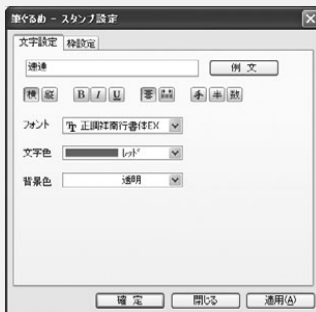 筆ぐるめ - スタンプ設定
文字設定 枠設定
速達 例文
横 縦 B I U
フォント 正調祥南行書体EX
文字色 レッド
背景色 透明
確定 閉じる 適用(A)